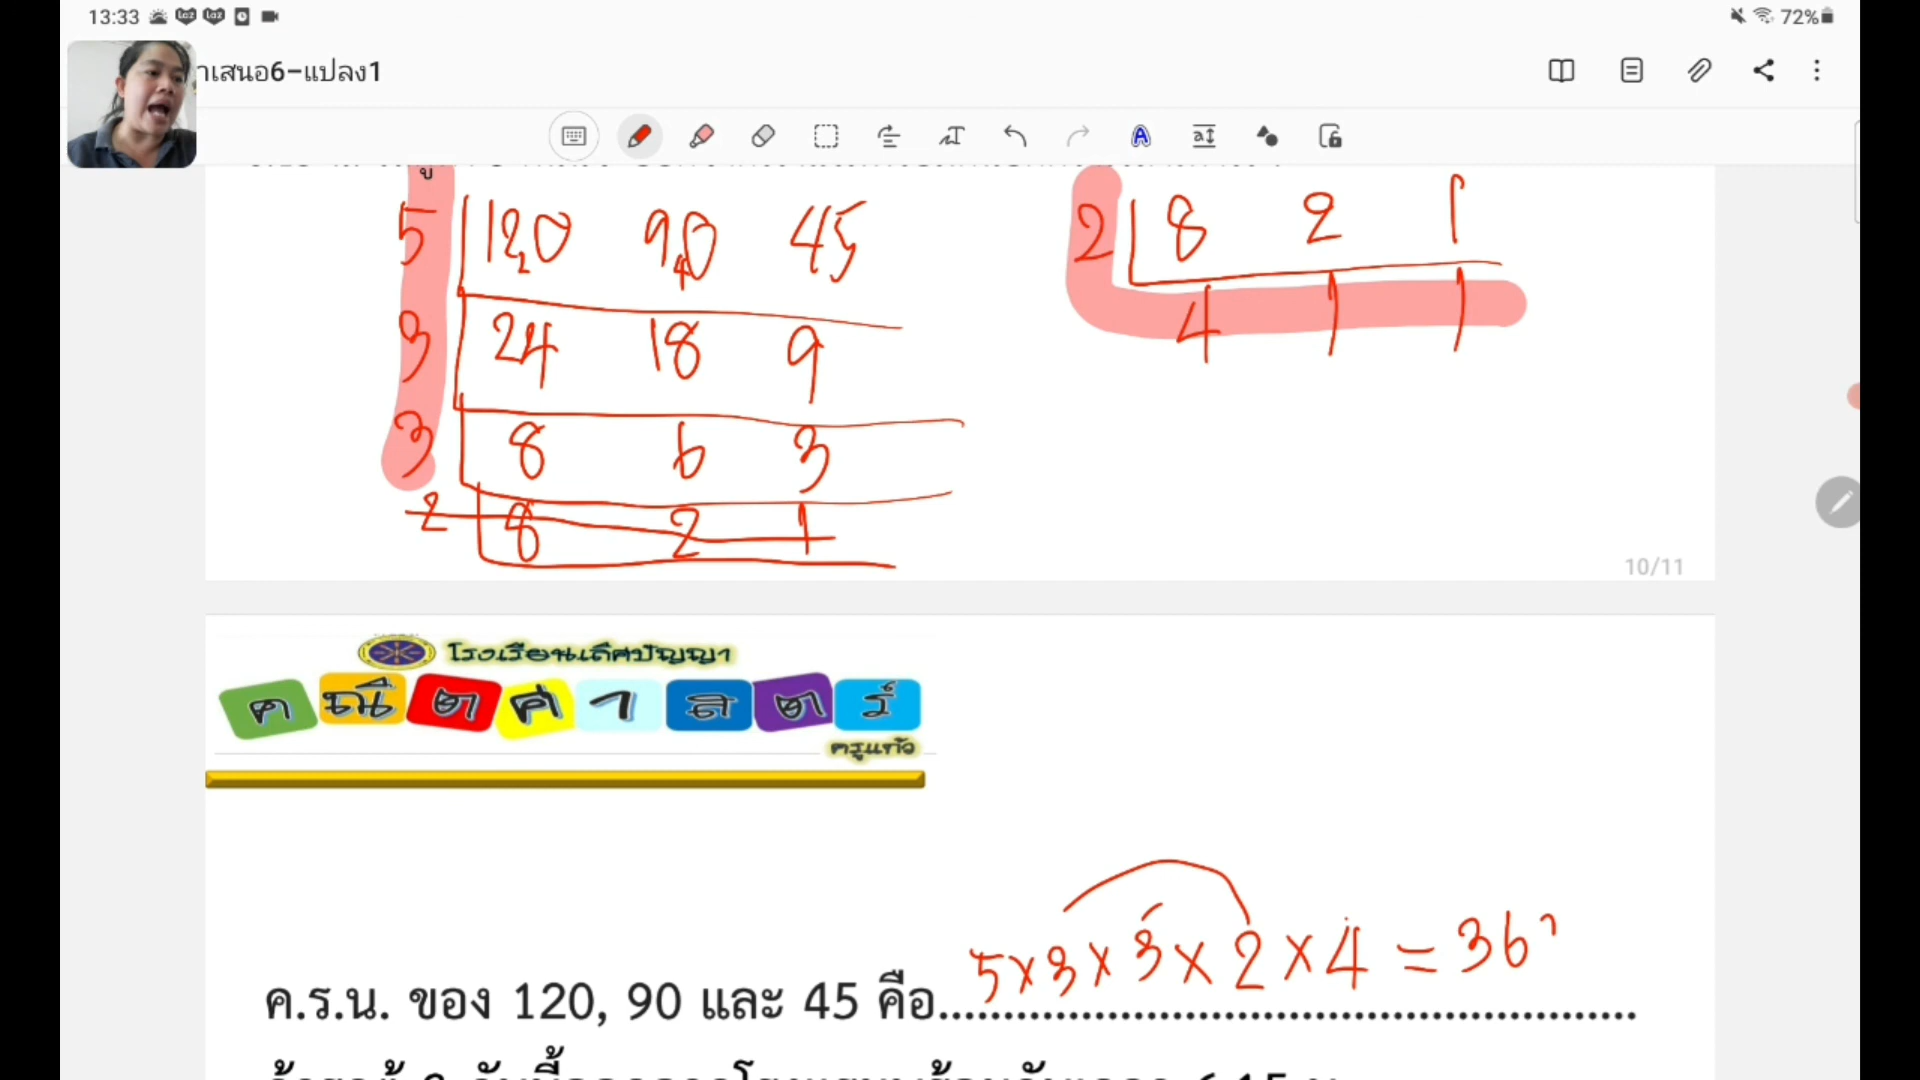 13:33
72%
าเสนอ6-แปลง1
5 120 90 45
2 4
3 24 18 9
3 8 6 3
2 8 2 1
2 8 2 1
4 1 1
10/11
โรงเรียนเลิศปัญญา
คณิตศาสตร์
ครูแก้ว
5×3×3×2×4=36
ค.ร.น. ของ 120, 90 และ 45 คือ